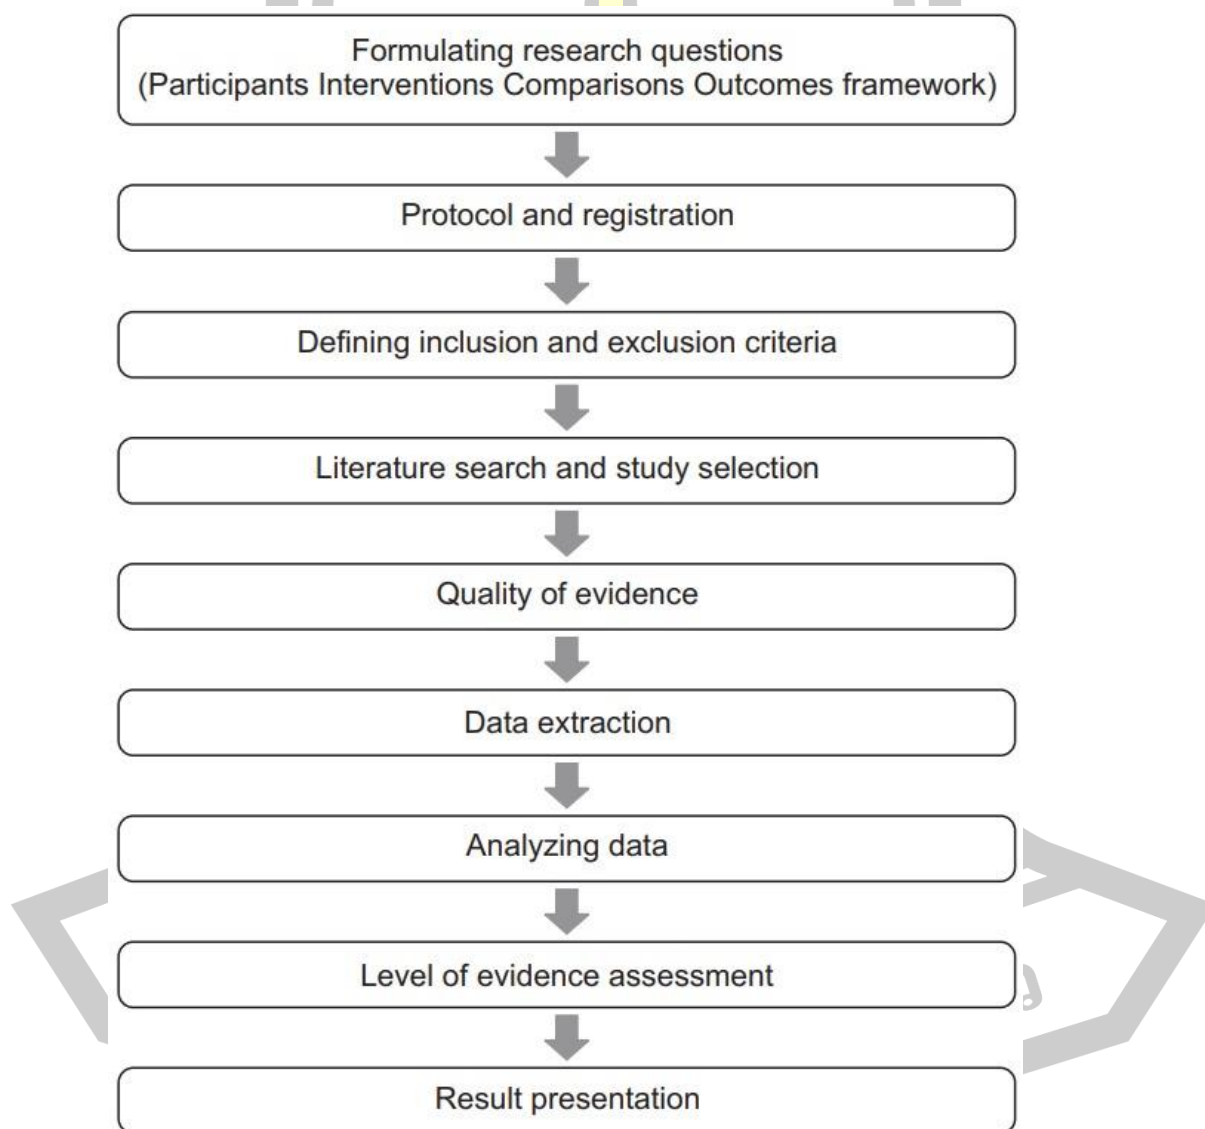 Formulating research questions
(Participants Interventions Comparisons Outcomes framework)
Protocol and registration
Defining inclusion and exclusion criteria
Literature search and study selection
Quality of evidence
Data extraction
Analyzing data
Level of evidence assessment
Result presentation